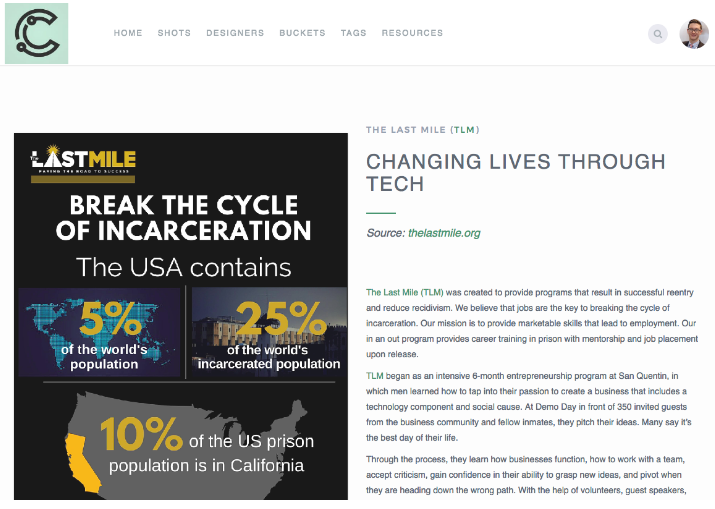 HOME SHOTS DESIGNERS BUCKETS TAGS RESOURCES
The LASTMILE
PAVING THE ROAD TO SUCCESS
BREAK THE CYCLE
OF INCARCERATION
The USA contains
5%
of the world's
population
25%
of the world's
incarcerated population
10% of the US prison
population is in California
THE LAST MILE (TLM)
CHANGING LIVES THROUGH
TECH
Source: thelastmile.org
The Last Mile (TLM) was created to provide programs that result in successful reentry
and reduce recidivism. We believe that jobs are the key to breaking the cycle of
incarceration. Our mission is to provide marketable skills that lead to employment. Our
in an out program provides career training in prison with mentorship and job placement
upon release.
TLM began as an intensive 6-month entrepreneurship program at San Quentin, in
which men learned how to tap into their passion to create a business that includes a
technology component and social cause. At Demo Day in front of 350 invited guests
from the business community and fellow inmates, they pitch their ideas. Many say it's
the best day of their life.
Through the process, they learn how businesses function, how to work with a team,
accept criticism, gain confidence in their ability to grasp new ideas, and pivot when
they are heading down the wrong path. With the help of volunteers, guest speakers,